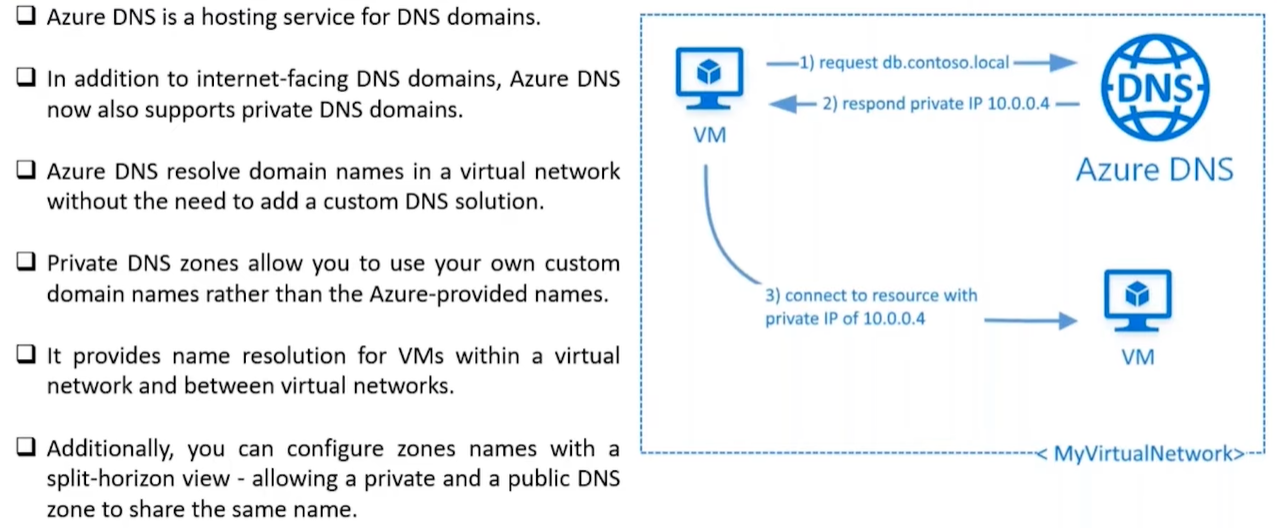 ❑ Azure DNS is a hosting service for DNS domains.
❑ In addition to internet-facing DNS domains, Azure DNS
now also supports private DNS domains.
❑ Azure DNS resolve domain names in a virtual network
without the need to add a custom DNS solution.
❑ Private DNS zones allow you to use your own custom
domain names rather than the Azure-provided names.
❑ It provides name resolution for VMs within a virtual
network and between virtual networks.
❑ Additionally, you can configure zones names with a
split-horizon view - allowing a private and a public DNS
zone to share the same name.
1) request db.contoso.local
2) respond private IP 10.0.0.4
VM
DNS
Azure DNS
3) connect to resource with
private IP of 10.0.0.4
VM
< MyVirtualNetwork>